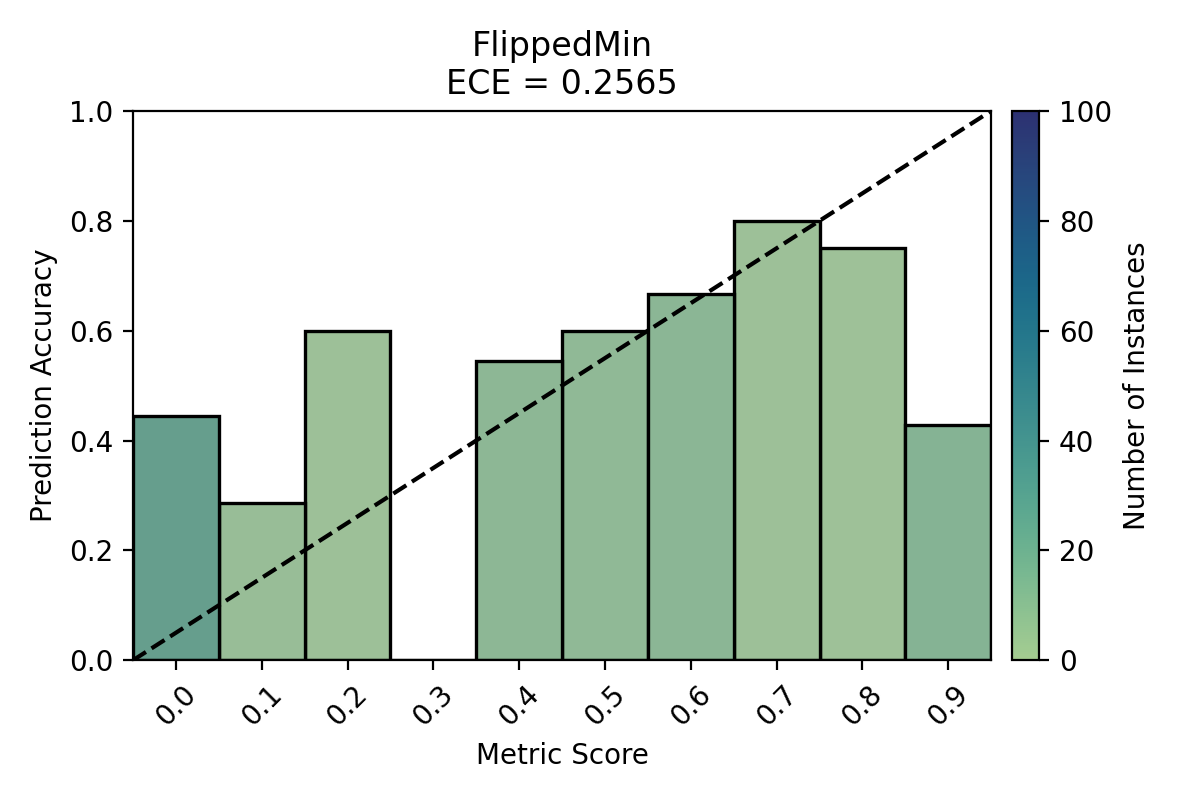 FlippedMin
ECE = 0.2565
Prediction Accuracy
1.0
0.8
0.6
0.4
0.2
0.0
0.0 0.1 0.2 0.3 0.4 0.5 0.6 0.7 0.8 0.9
Metric Score
100
80
60
40
20
0
Number of Instances